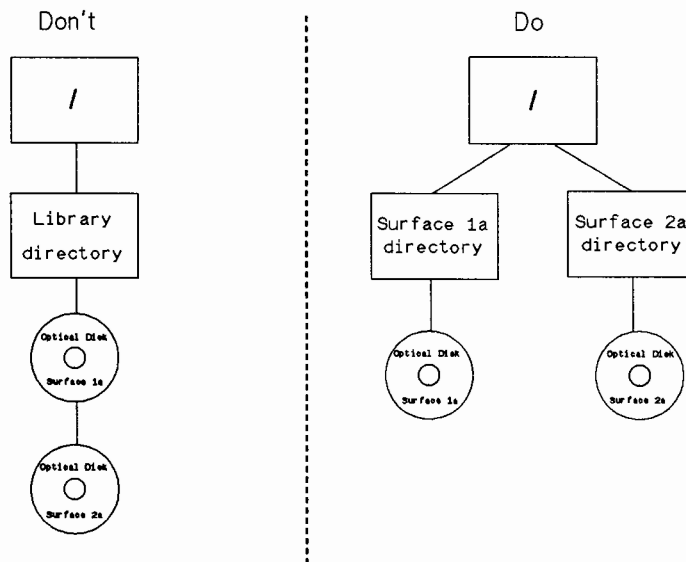 Don't
/
Library
directory
Optical Disk
Surface 1a
Optical Disk
Surface 2a
Do
/
Surface 1a
directory
Surface 2a
directory
Optical Disk
Surface 1a
Optical Disk
Surface 2a